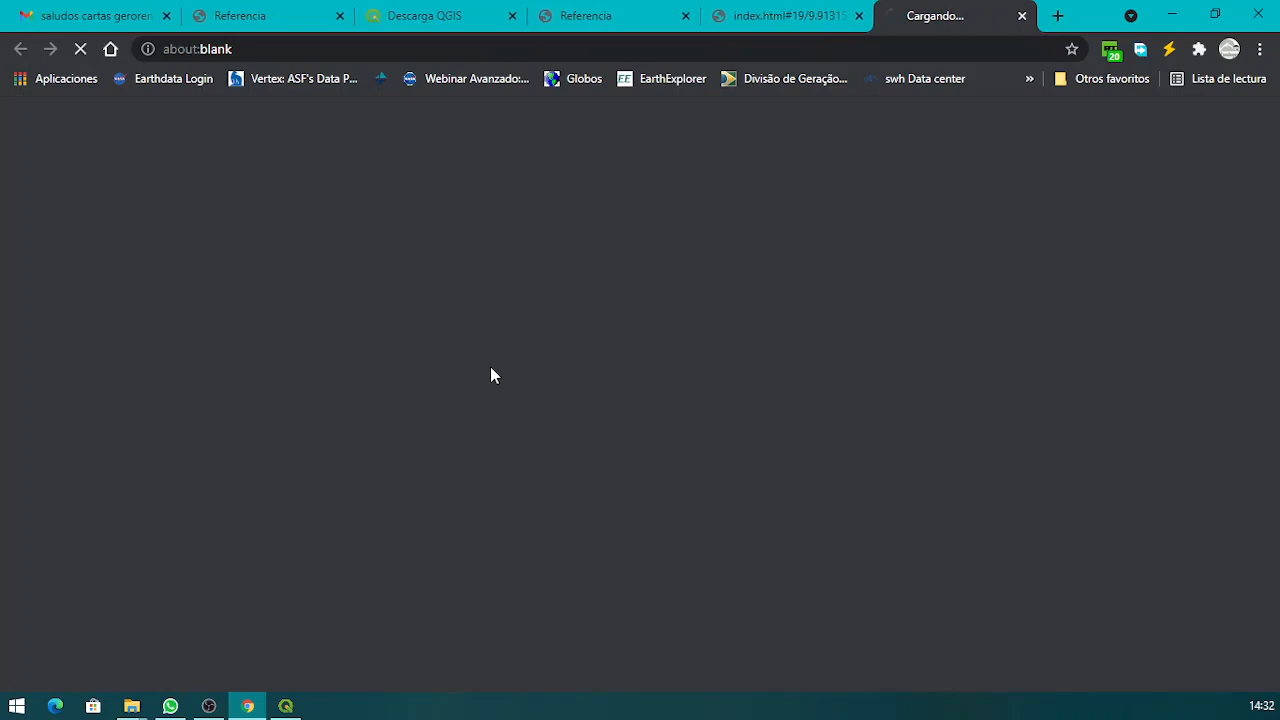 saludos cartas geroren
Referencia
Descarga QGIS
Referencia
index.html#19/9.91315
Cargando...
about:blank
20
Aplicaciones
Earthdata Login
Vertex: ASF's Data P...
Webinar Avanzado:...
Globos
EE
EarthExplorer
Divisão de Geração...
swh Data center
»
Otros favoritos
Lista de lectura
14:32